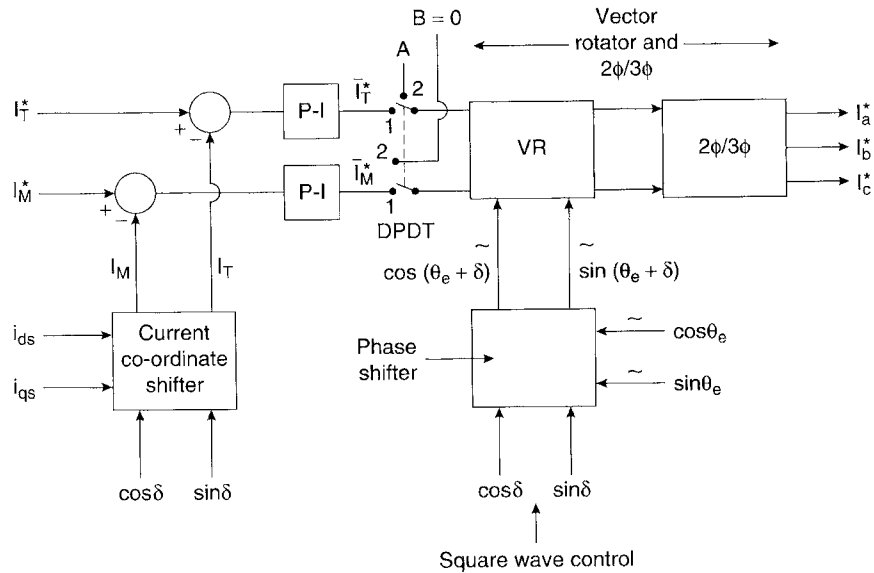 B = 0
Vector
rotator and
2ϕ/3ϕ
A
2
I*T
+
−
P-I
Ī*T
1
VR
2ϕ/3ϕ
I*a
I*b
I*c
2
I*M
+
−
P-I
Ī*M
1
DPDT
IM
IT
~ cos (θe + δ)
~ sin (θe + δ)
ids
iqs
Current
co-ordinate
shifter
Phase
shifter
~ cosθe
~ sinθe
cosδ
sinδ
cosδ
sinδ
Square wave control